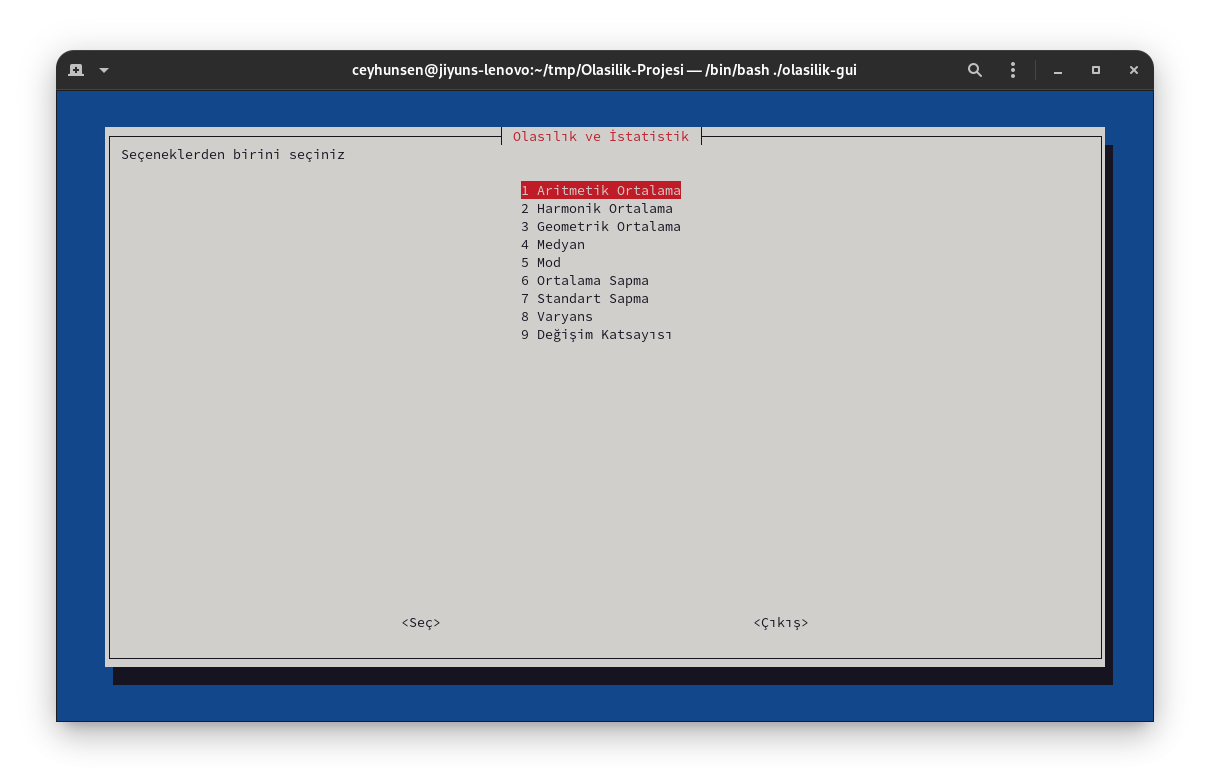 ceyhunsen@jiyuns-lenovo:~/tmp/Olasilik-Projesi — /bin/bash ./olasilik-gui
Olasılık ve İstatistik
Seçeneklerden birini seçiniz
1 Aritmetik Ortalama
2 Harmonik Ortalama
3 Geometrik Ortalama
4 Medyan
5 Mod
6 Ortalama Sapma
7 Standart Sapma
8 Varyans
9 Değişim Katsayısı
<Seç> <Çıkış>